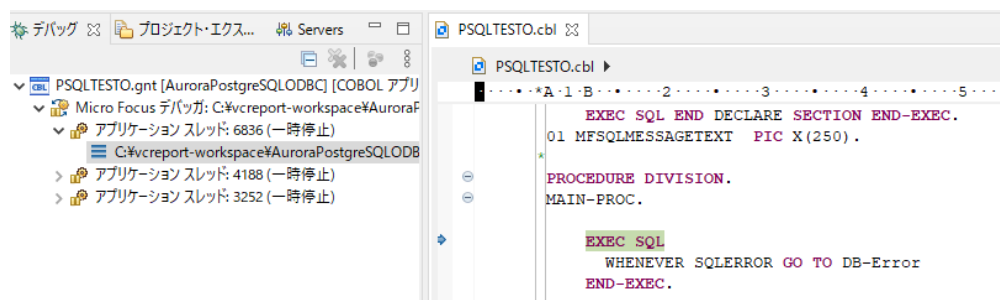 デバッグ プロジェクト・エクス... Servers
PSQLTESTO.gnt [AuroraPostgreSQLODBC] [COBOL アプリ
Micro Focus デバッガ: C:¥vcreport-workspace¥AuroraP
アプリケーション スレッド: 6836 (一時停止)
C:¥vcreport-workspace¥AuroraPostgreSQLODB
アプリケーション スレッド: 4188 (一時停止)
アプリケーション スレッド: 3252 (一時停止)
PSQLTESTO.cbl
PSQLTESTO.cbl
*A 1 B 2 3 4 5
EXEC SQL END DECLARE SECTION END-EXEC.
01 MFSQLMESSAGETEXT  PIC X(250).
*
PROCEDURE DIVISION.
MAIN-PROC.
EXEC SQL
WHENEVER SQLERROR GO TO DB-Error
END-EXEC.